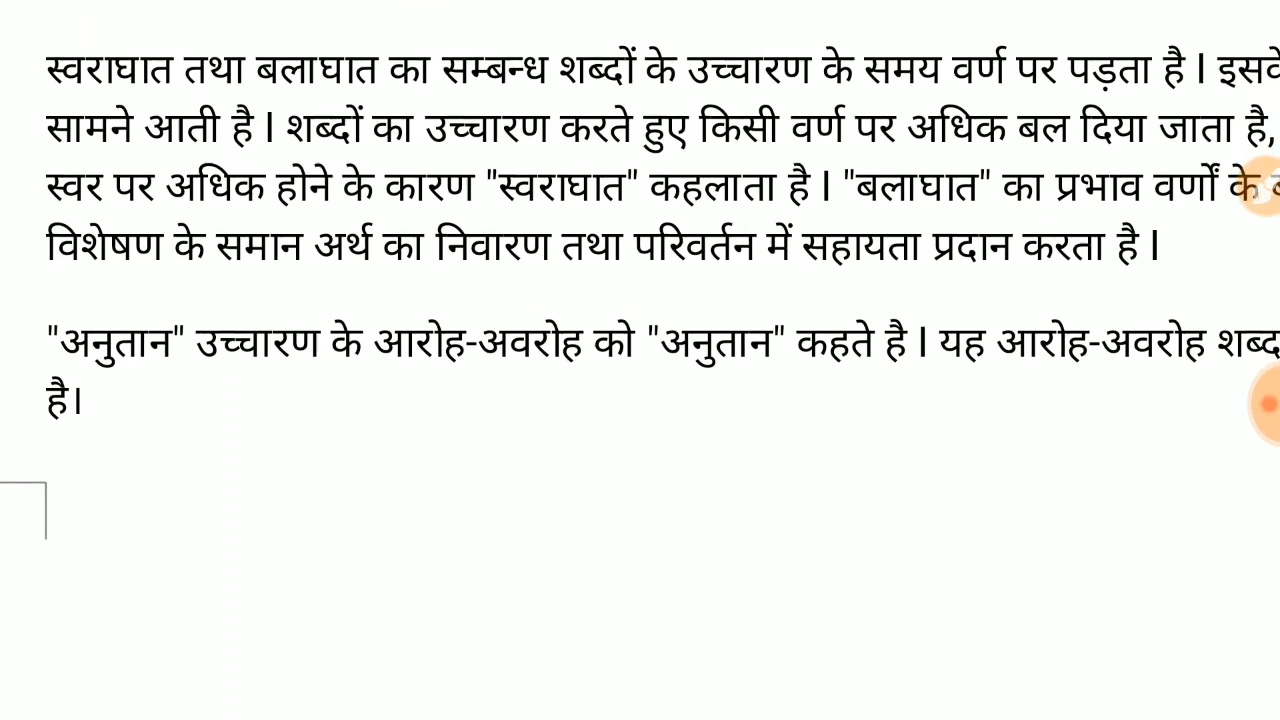 स्वराघात तथा बलाघात का सम्बन्ध शब्दों के उच्चारण के समय वर्ण पर पड़ता है I इसके
सामने आती है I शब्दों का उच्चारण करते हुए किसी वर्ण पर अधिक बल दिया जाता है,
स्वर पर अधिक होने के कारण "स्वराघात" कहलाता है I "बलाघात" का प्रभाव वर्णों के
विशेषण के समान अर्थ का निवारण तथा परिवर्तन में सहायता प्रदान करता है I
"अनुतान" उच्चारण के आरोह-अवरोह को "अनुतान" कहते है I यह आरोह-अवरोह शब्द
है।